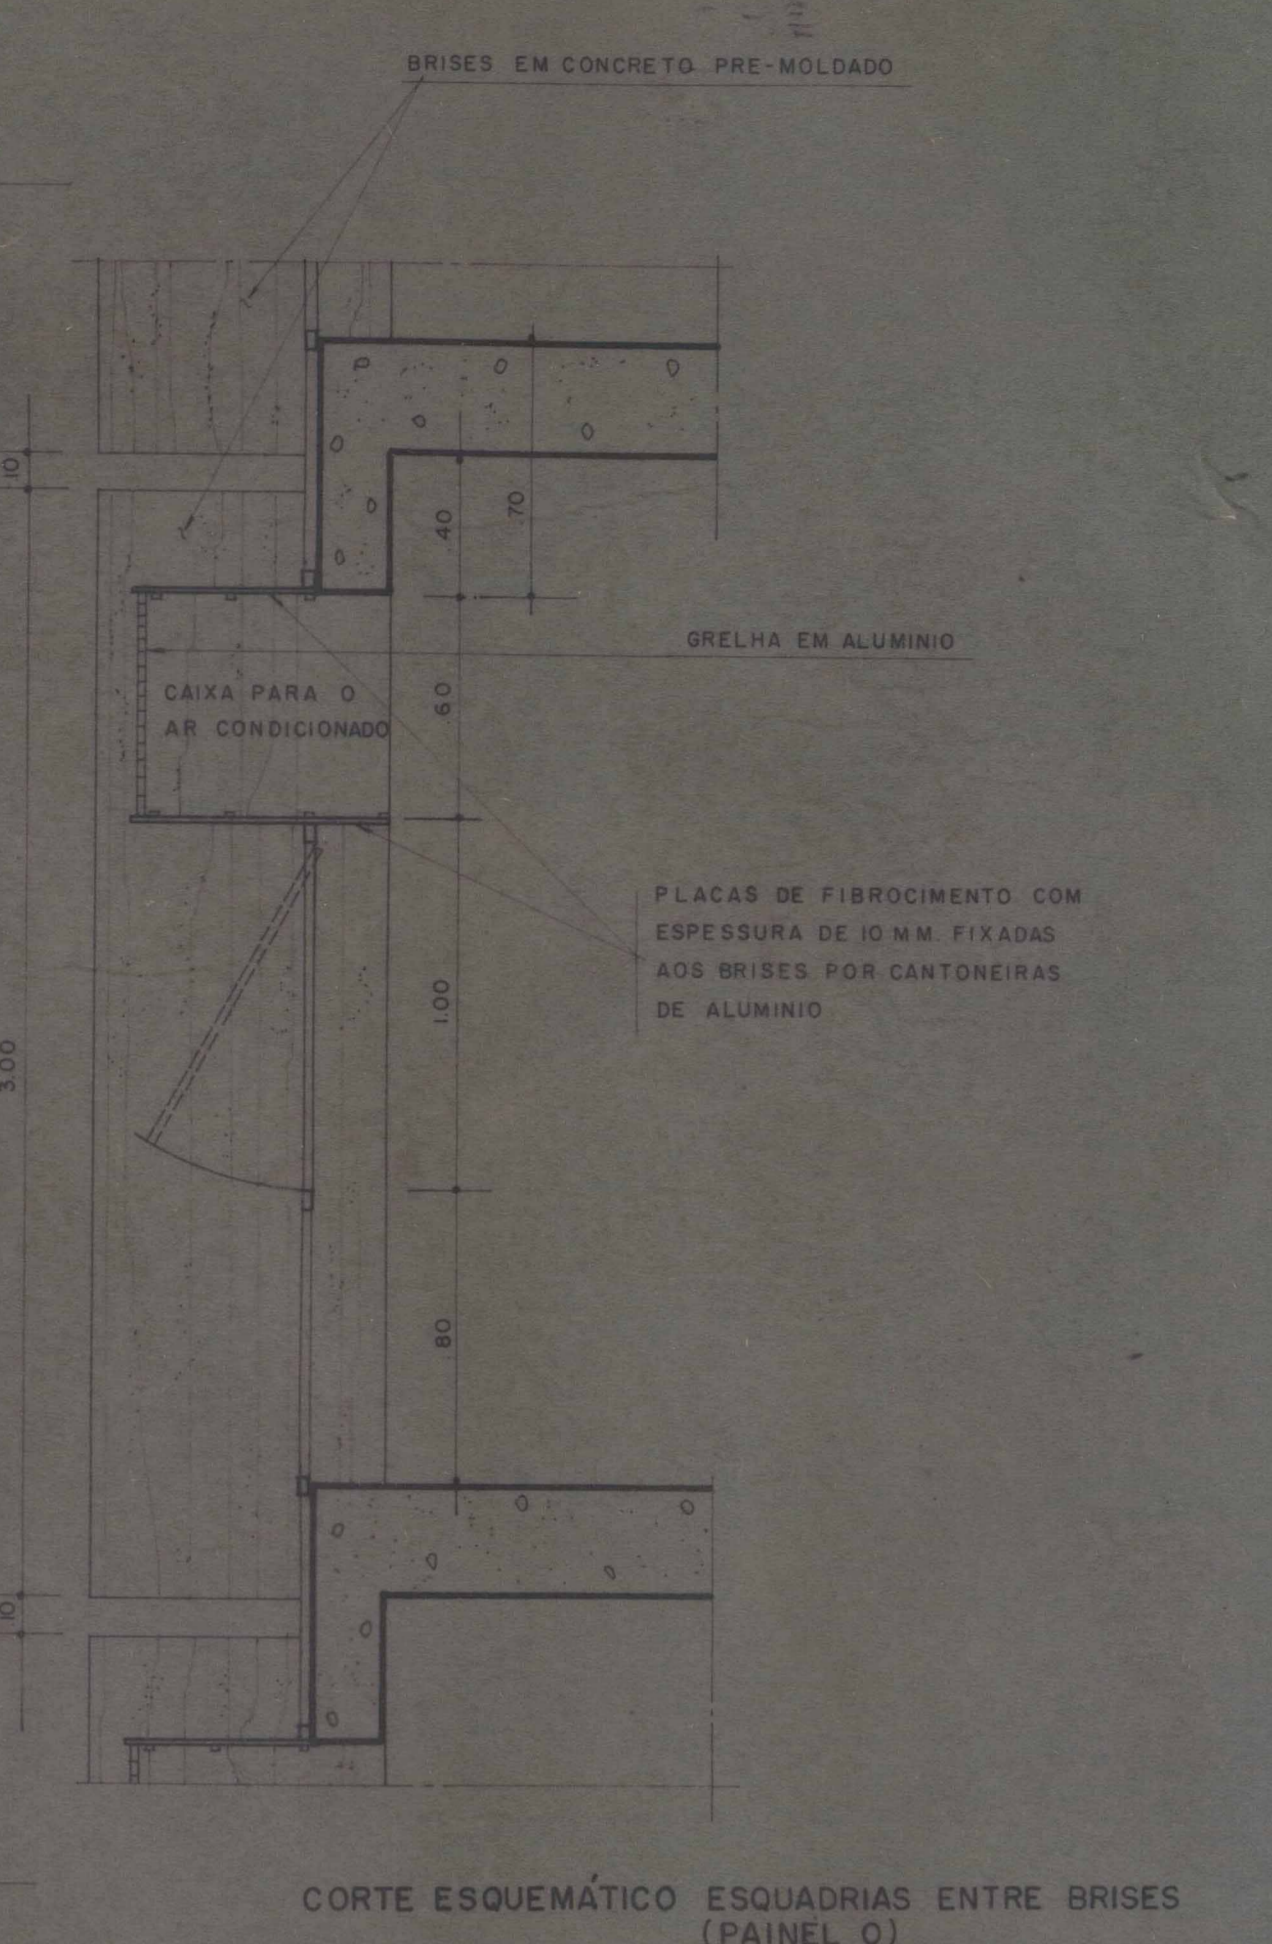 BRISES EM CONCRETO PRE-MOLDADO
.10
.40
.70
GRELHA EM ALUMINIO
CAIXA PARA O
AR CONDICIONADO
.60
PLACAS DE FIBROCIMENTO COM
ESPESSURA DE 10 MM. FIXADAS
AOS BRISES POR CANTONEIRAS
DE ALUMINIO
1.00
3.00
.80
.10
CORTE ESQUEMÁTICO ESQUADRIAS ENTRE BRISES
(PAINEL O)